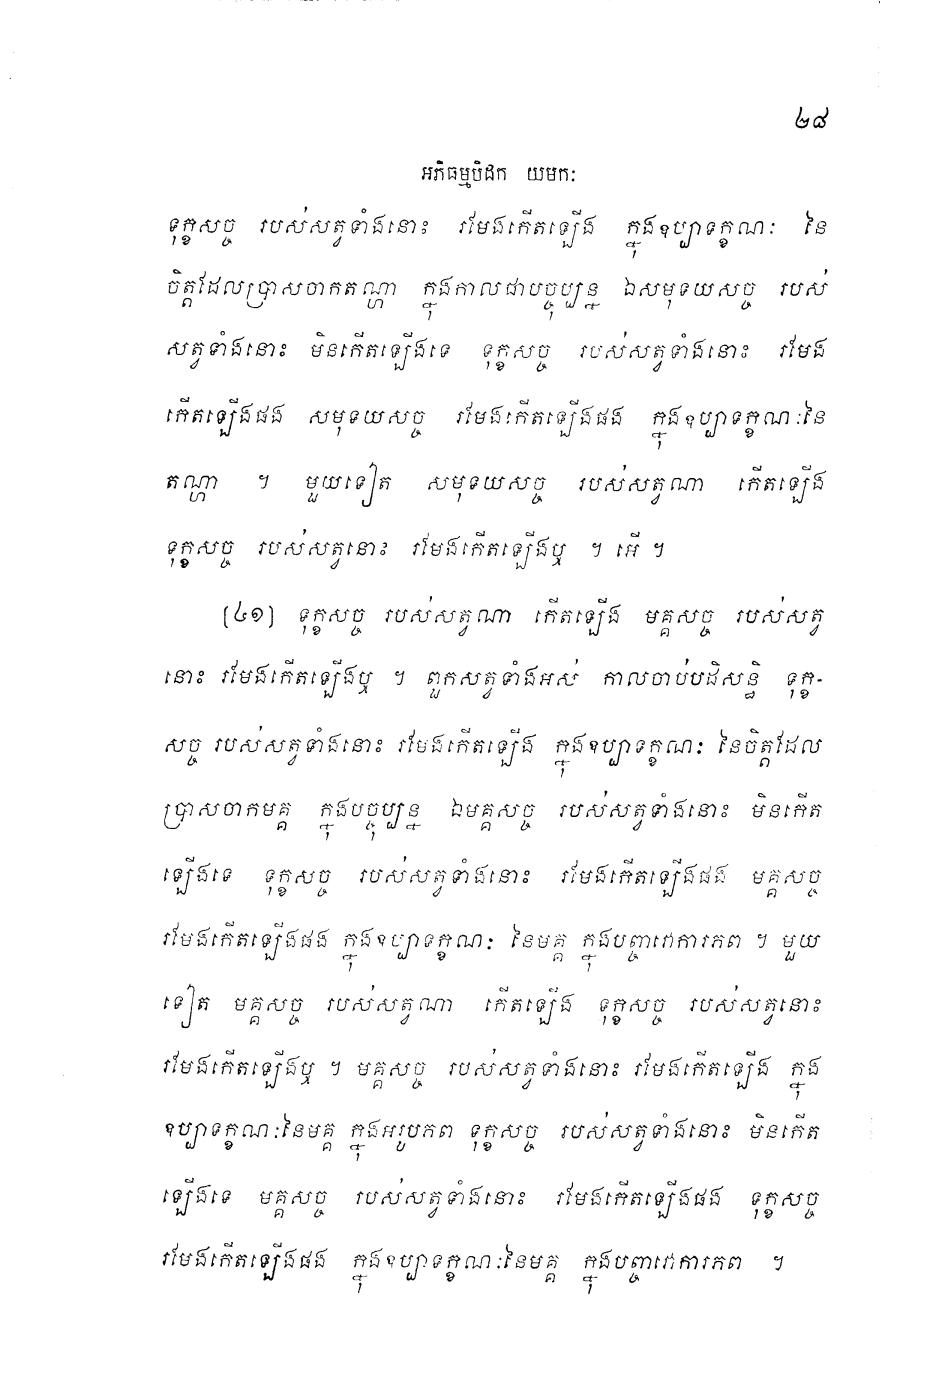 ២៨
អភិធម្មបិដក យមកៈ
ទុក្ខសច្ច របស់សត្វទាំងនោះ រមែងកើតឡើង ក្នុងឧប្បាទក្ខណៈ នៃ
ចិត្តដែលប្រាសចាកតណ្ហា ក្នុងកាលជាបច្ចុប្បន្ន ឯសមុទយសច្ច របស់
សត្វទាំងនោះ មិនកើតឡើងទេ ទុក្ខសច្ច របស់សត្វទាំងនោះ រមែង
កើតឡើងផង សមុទយសច្ច រមែងកើតឡើងផង ក្នុងឧប្បាទក្ខណៈនៃ
តណ្ហា ។ មួយទៀត សមុទយសច្ច របស់សត្វណា កើតឡើង
ទុក្ខសច្ច របស់សត្វនោះ រមែងកើតឡើងឬ ។ អើ ។
[៤១] ទុក្ខសច្ច របស់សត្វណា កើតឡើង មគ្គសច្ច របស់សត្វ
នោះ រមែងកើតឡើងឬ ។ ពួកសត្វទាំងអស់ កាលចាប់បដិសន្ធិ ទុក្ខ-
សច្ច របស់សត្វទាំងនោះ រមែងកើតឡើង ក្នុងឧប្បាទក្ខណៈ នៃចិត្តដែល
ប្រាសចាកមគ្គ ក្នុងបច្ចុប្បន្ន ឯមគ្គសច្ច របស់សត្វទាំងនោះ មិនកើត
ឡើងទេ ទុក្ខសច្ច របស់សត្វទាំងនោះ រមែងកើតឡើងផង មគ្គសច្ច
រមែងកើតឡើងផង ក្នុងឧប្បាទក្ខណៈ នៃមគ្គ ក្នុងបញ្ចវោការភព ។ មួយ
ទៀត មគ្គសច្ច របស់សត្វណា កើតឡើង ទុក្ខសច្ច របស់សត្វនោះ
រមែងកើតឡើងឬ ។ មគ្គសច្ច របស់សត្វទាំងនោះ រមែងកើតឡើង ក្នុង
ឧប្បាទក្ខណៈនៃមគ្គ ក្នុងអរូបភព ទុក្ខសច្ច របស់សត្វទាំងនោះ មិនកើត
ឡើងទេ មគ្គសច្ច របស់សត្វទាំងនោះ រមែងកើតឡើងផង ទុក្ខសច្ច
រមែងកើតឡើងផង ក្នុងឧប្បាទក្ខណៈនៃមគ្គ ក្នុងបញ្ចវោការភព ។